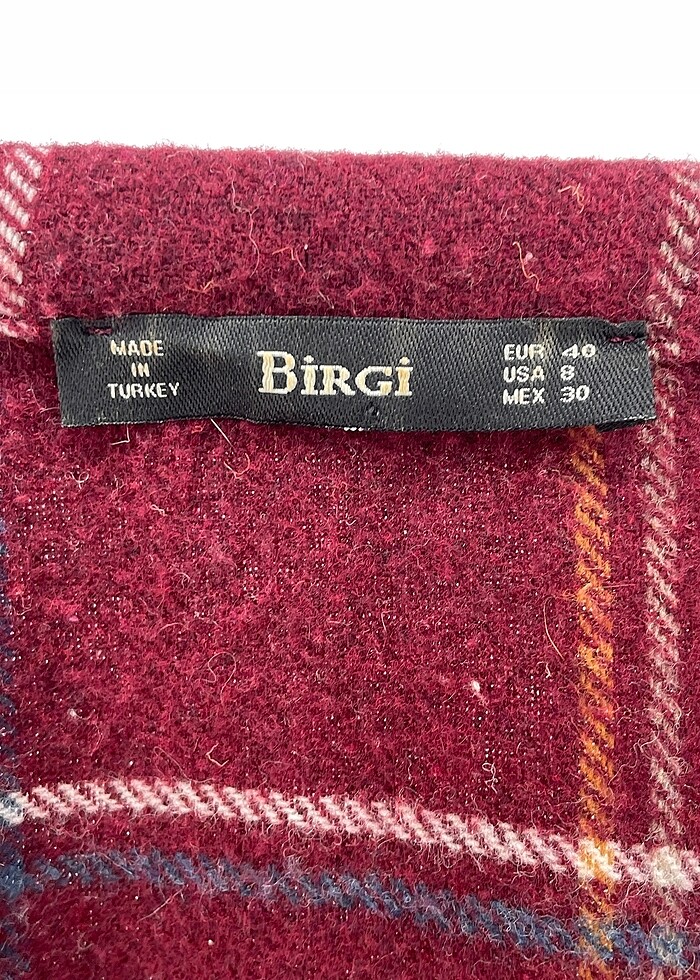 MADE
IN
TURKEY
BiRGi
EUR 40
USA 8
MEX 30